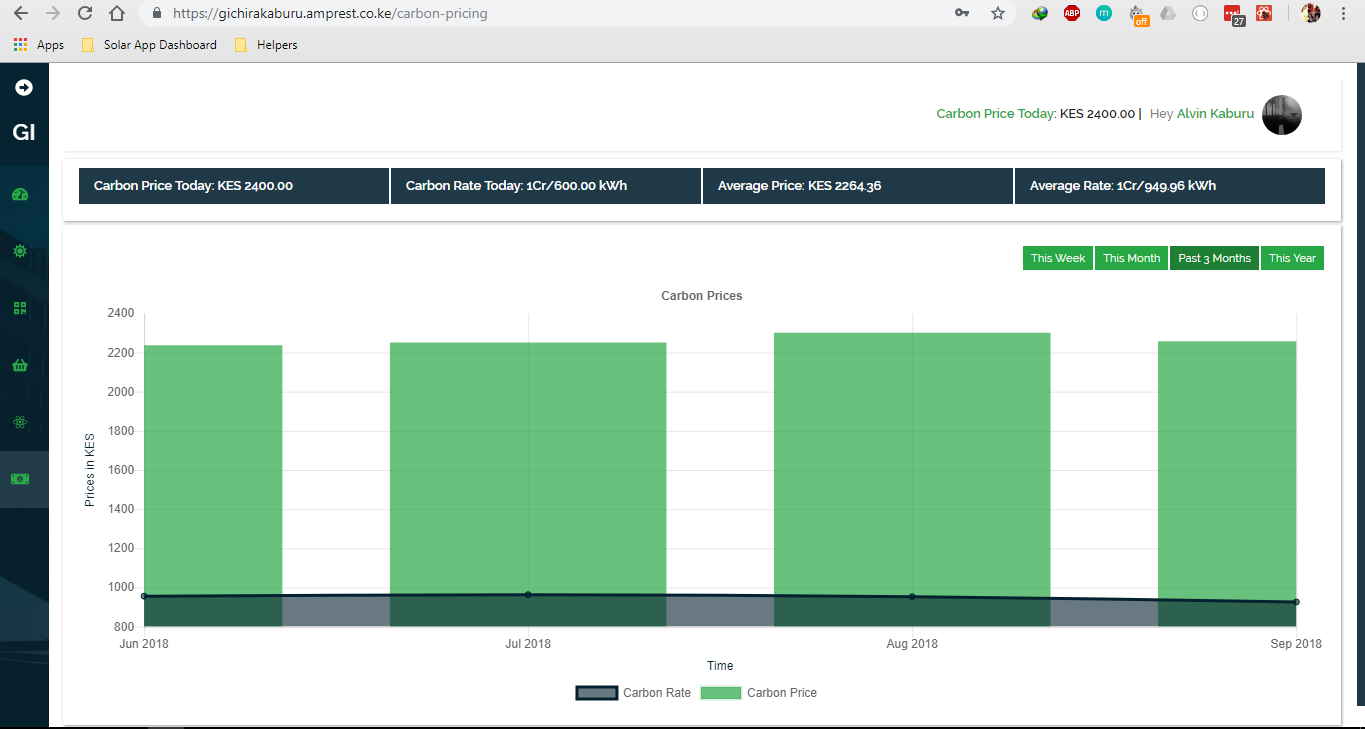 https://gichirakaburu.amprest.co.ke/carbon-pricing
ABP
m
off
27
Apps
Solar App Dashboard
Helpers
GI
Carbon Price Today: KES 2400.00 | Hey Alvin Kaburu
Carbon Price Today: KES 2400.00
Carbon Rate Today: 1Cr/600.00 kWh
Average Price: KES 2264.36
Average Rate: 1Cr/949.96 kWh
This Week
This Month
Past 3 Months
This Year
Carbon Prices
Prices in KES
2400
2200
2000
1800
1600
1400
1200
1000
800
Jun 2018
Jul 2018
Aug 2018
Sep 2018
Time
Carbon Rate
Carbon Price